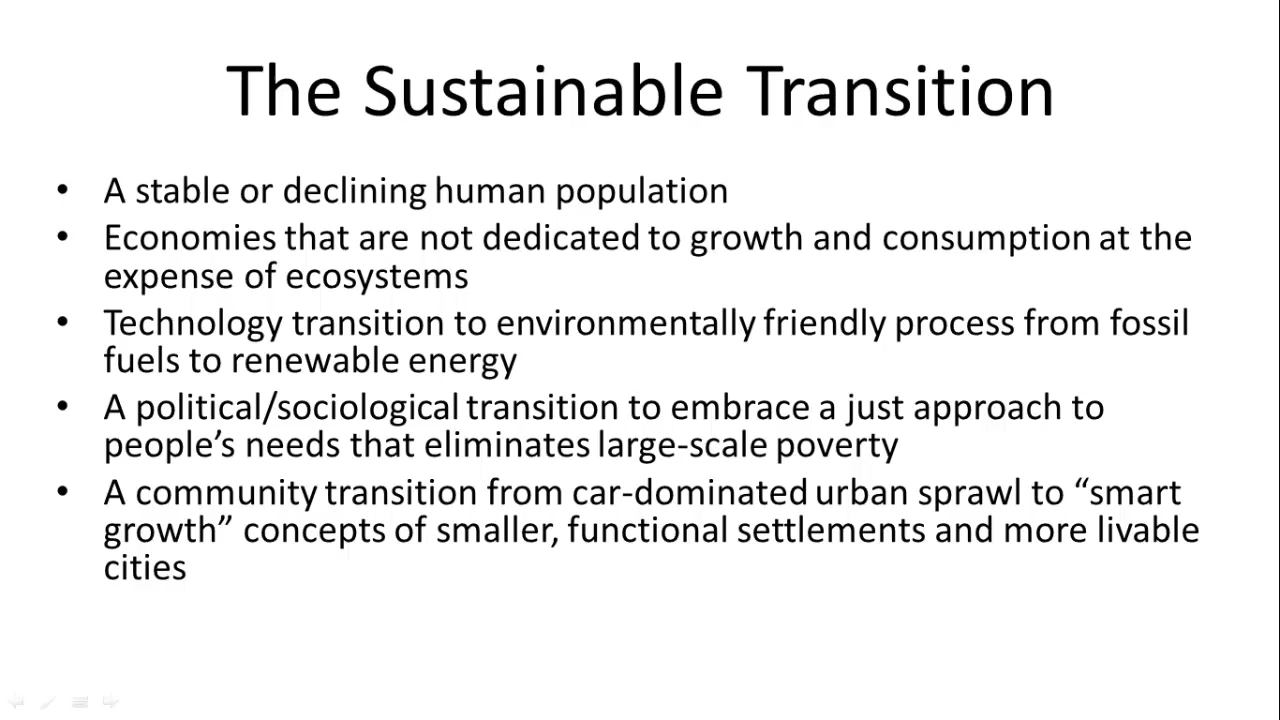 The Sustainable Transition
• A stable or declining human population
• Economies that are not dedicated to growth and consumption at the
expense of ecosystems
• Technology transition to environmentally friendly process from fossil
fuels to renewable energy
• A political/sociological transition to embrace a just approach to
people’s needs that eliminates large-scale poverty
• A community transition from car-dominated urban sprawl to “smart
growth” concepts of smaller, functional settlements and more livable
cities